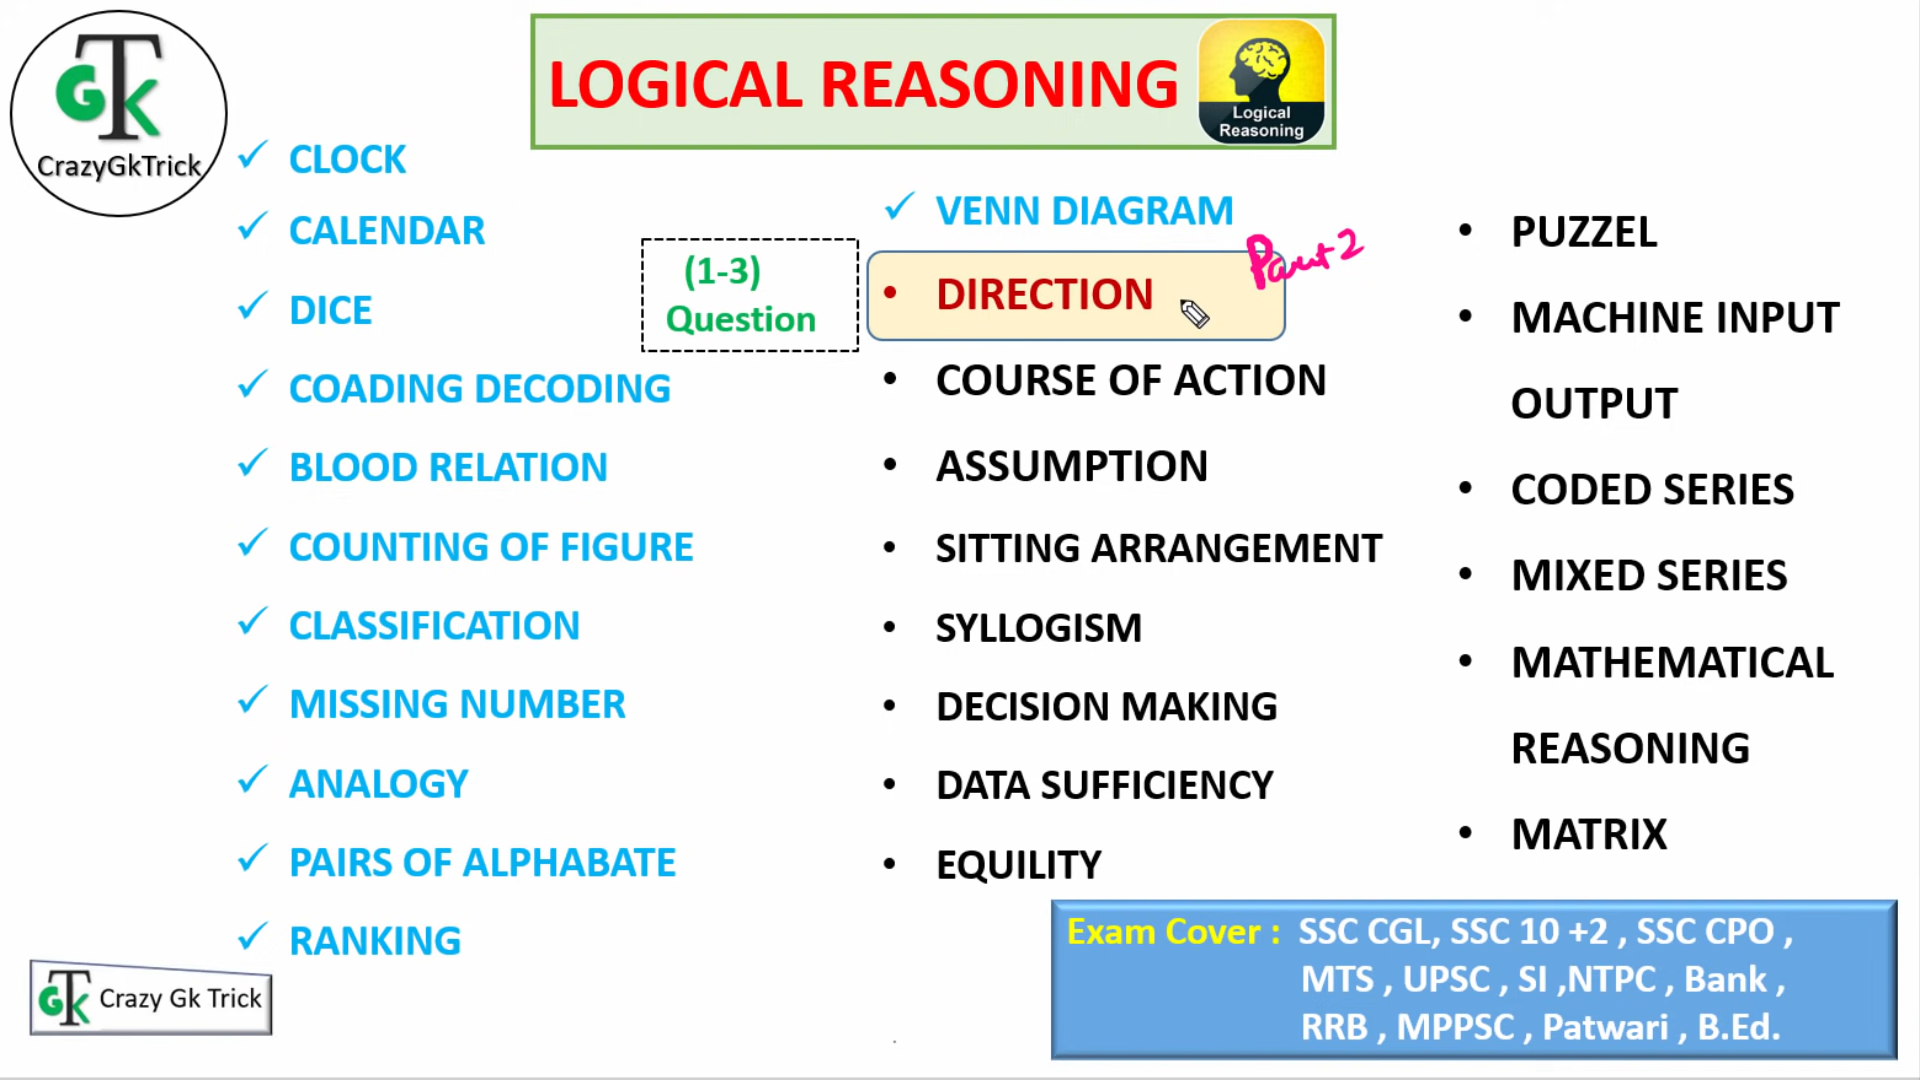 GTK
CrazyGkTrick
LOGICAL REASONING
Logical
Reasoning
CLOCK
CALENDAR
DICE
COADING DECODING
BLOOD RELATION
COUNTING OF FIGURE
CLASSIFICATION
MISSING NUMBER
ANALOGY
PAIRS OF ALPHABATE
RANKING
(1-3)
Question
VENN DIAGRAM
Part 2
DIRECTION
COURSE OF ACTION
ASSUMPTION
SITTING ARRANGEMENT
SYLLOGISM
DECISION MAKING
DATA SUFFICIENCY
EQUILITY
PUZZEL
MACHINE INPUT
OUTPUT
CODED SERIES
MIXED SERIES
MATHEMATICAL
REASONING
MATRIX
Exam Cover : SSC CGL, SSC 10 +2 , SSC CPO ,
MTS , UPSC , SI ,NTPC , Bank ,
RRB , MPPSC , Patwari , B.Ed.
GTK Crazy Gk Trick